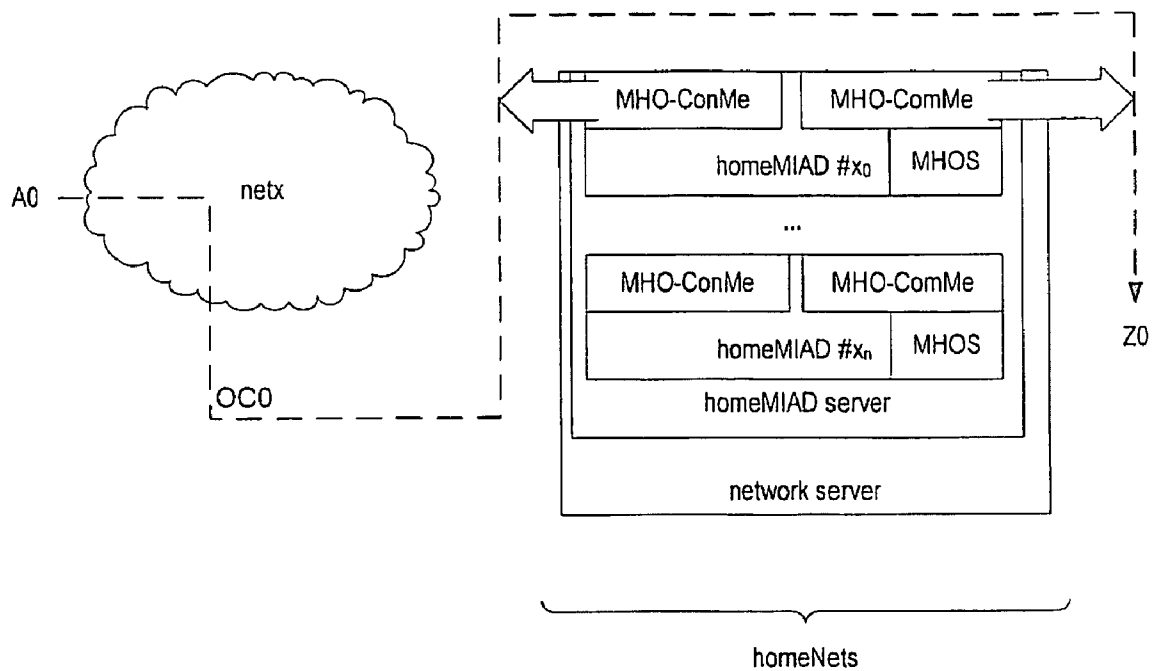 MHO-ConMe MHO-ComMe
homeMIAD #x₀ MHOS
A0 netx
...
MHO-ConMe MHO-ComMe
homeMIAD #xₙ MHOS
Z0
OC0
homeMIAD server
network server
homeNets